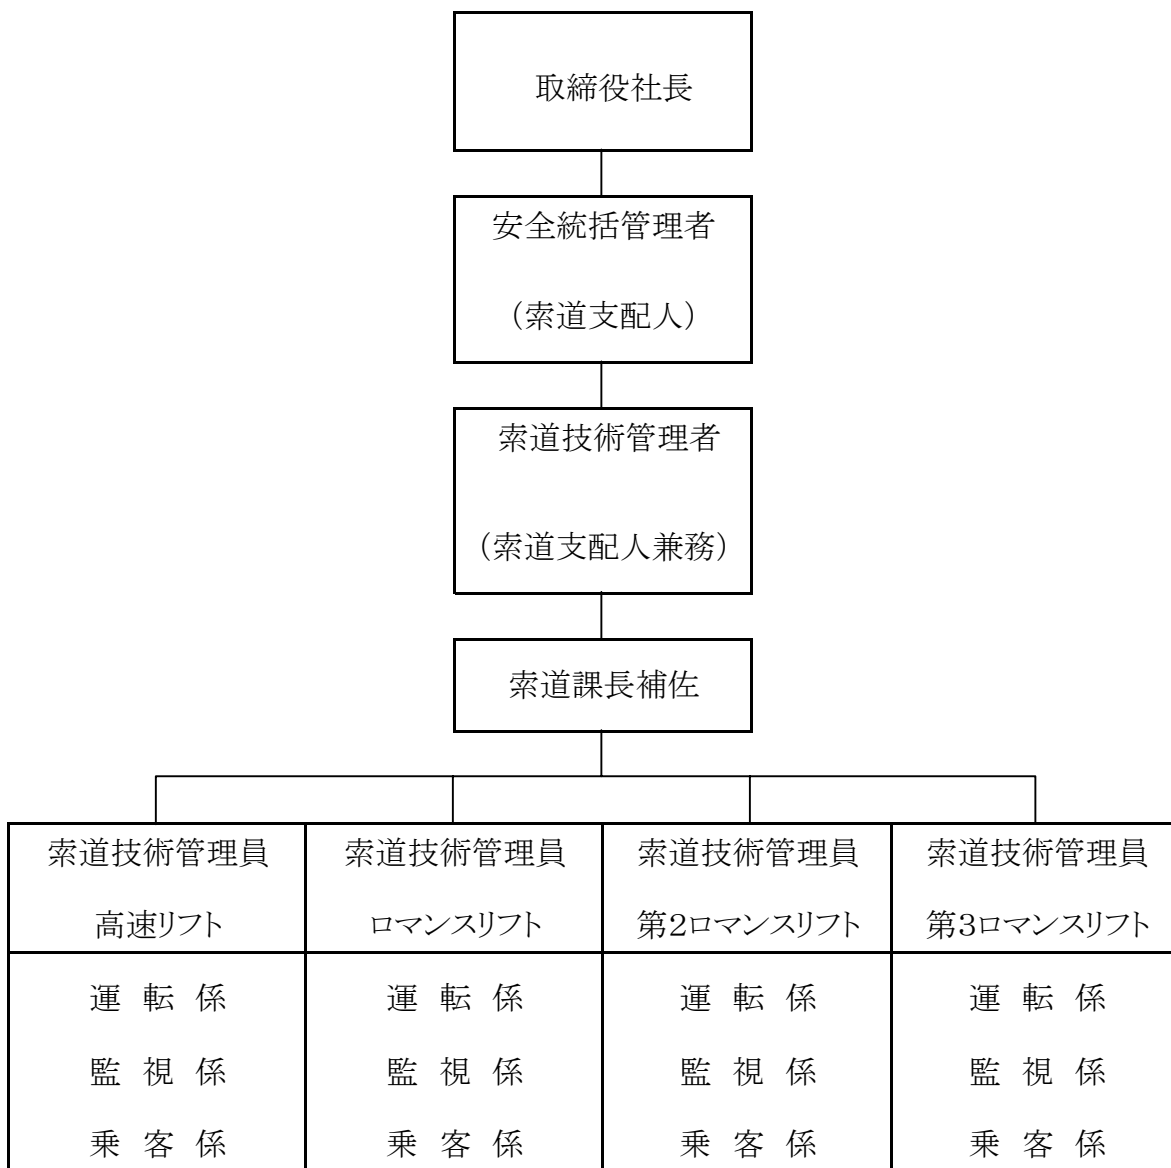 取締役社長
安全統括管理者
（索道支配人）
索道技術管理者
（索道支配人兼務）
索道課長補佐
索道技術管理員
高速リフト
運 転 係
監 視 係
乗 客 係
索道技術管理員
ロマンスリフト
運 転 係
監 視 係
乗 客 係
索道技術管理員
第２ロマンスリフト
運 転 係
監 視 係
乗 客 係
索道技術管理員
第３ロマンスリフト
運 転 係
監 視 係
乗 客 係